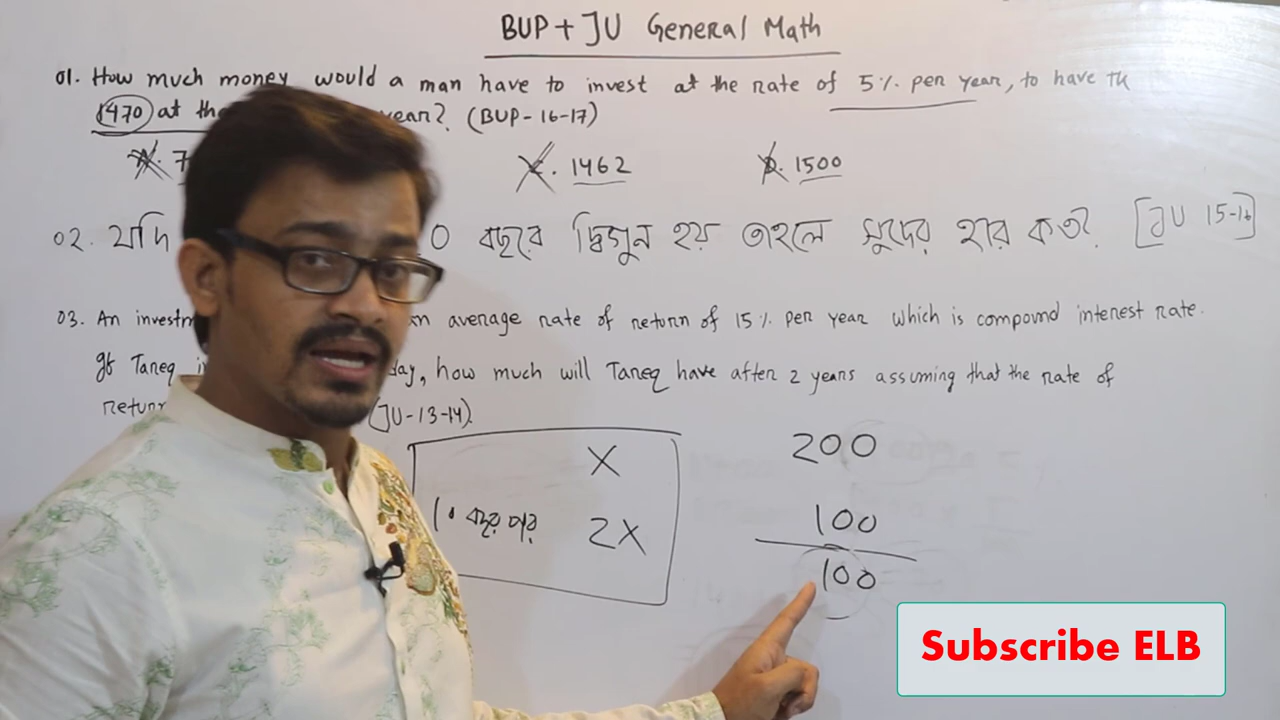 BUP + JU General Math
01. How much money would a man have to invest at the rate of 5% per year, to have TK
1470 at the year? (BUP-16-17)
A. 7 C. 1462 D. 1500
02. যদি 0 বছরে দ্বিগুন হয় তাহলে সুদের হার কত? [JU 15-16]
03. An investm an average rate of return of 15% per year which is compound interest rate.
If Tareq in day, how much will Tareq have after 2 years assuming that the rate of
return (JU-13-14).
X
১০ বছর পর 2X
200
100
100
Subscribe ELB